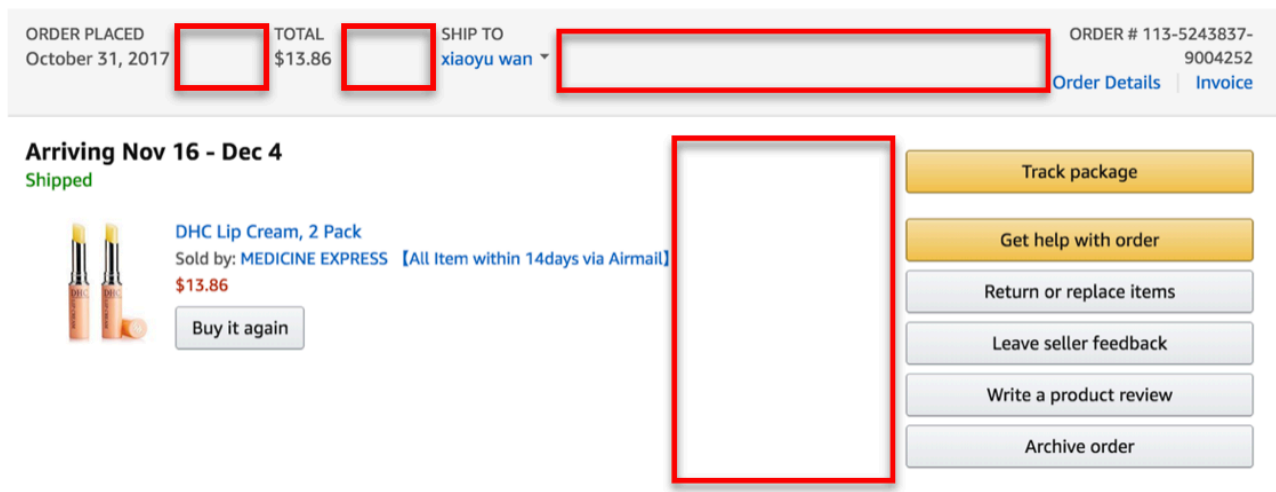 ORDER PLACED
October 31, 2017
TOTAL
$13.86
SHIP TO
xiaoyu wan
ORDER # 113-5243837-
9004252
Order Details
Invoice
Arriving Nov 16 - Dec 4
Shipped
DHC Lip Cream, 2 Pack
Sold by: MEDICINE EXPRESS 【All Item within 14days via Airmail】
$13.86
Buy it again
DHC
DHC
Track package
Get help with order
Return or replace items
Leave seller feedback
Write a product review
Archive order